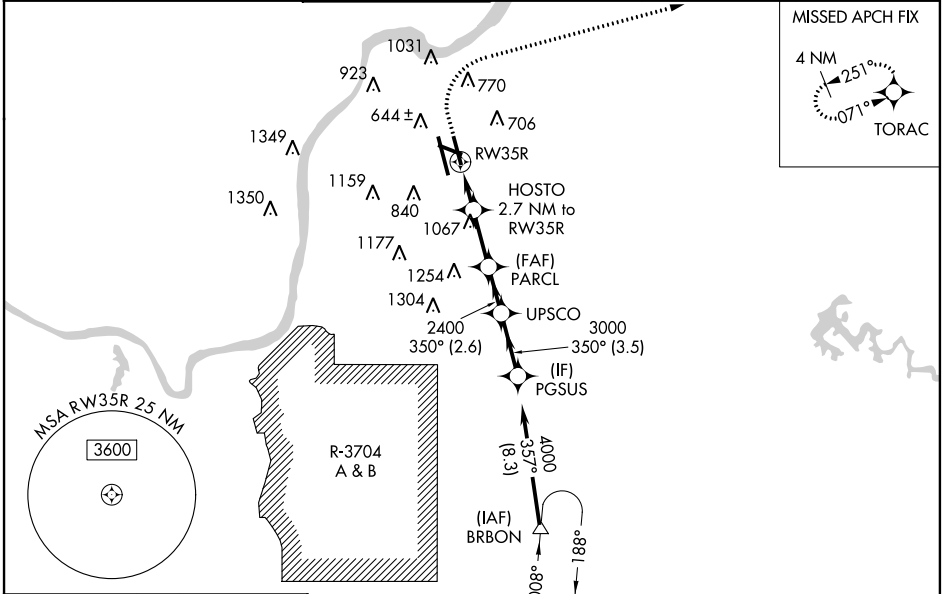 MISSED APCH FIX
4 NM
251°
071°
TORAC
1031
923
770
644 ±
706
1349
RW35R
1159
840
HOSTO
2.7 NM to
RW35R
1350
1067
1177
(FAF)
PARCL
1254
1304
UPSCO
2400
350° (2.6)
3000
350° (3.5)
(IF)
PGSUS
MSA RW35R 25 NM
3600
R-3704
A & B
4000
357°
(8.3)
(IAF)
BRBON
188°
008°